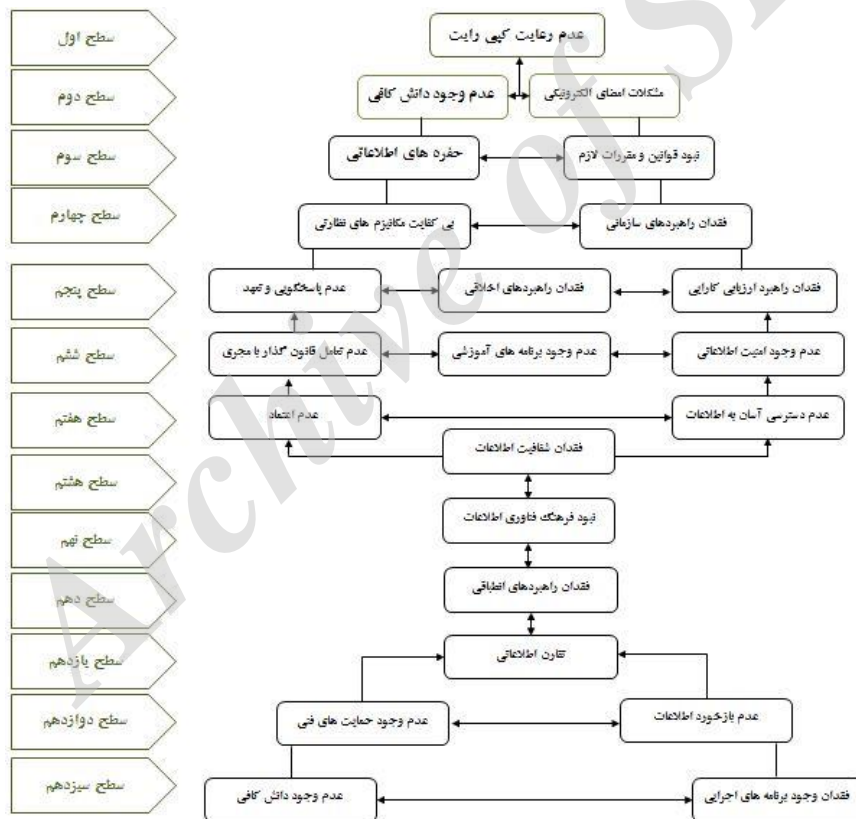 سطح اول
عدم رعایت کپی رایت
سطح دوم
مشکلات امضای الکترونیکی
عدم وجود دانش کافی
سطح سوم
نبود قوانین و مقررات لازم
حفره های اطلاعاتی
سطح چهارم
فقدان راهبردهای سازمانی
بی کفایت مکانیزم های نظارتی
سطح پنجم
فقدان راهبرد ارزیابی کارایی
فقدان راهبردهای اخلاقی
عدم پاسخگویی و تعهد
سطح ششم
عدم وجود امنیت اطلاعاتی
عدم وجود برنامه های آموزشی
عدم تعامل قانون گذار با مجری
سطح هفتم
عدم دسترسی آسان به اطلاعات
عدم اعتماد
فقدان شفافیت اطلاعات
سطح هشتم
نبود فرهنگ فناوری اطلاعات
سطح نهم
فقدان راهبردهای انطباقی
سطح دهم
تقارن اطلاعاتی
سطح یازدهم
عدم بازخورد اطلاعات
عدم وجود حمایت های فنی
سطح دوازدهم
فقدان وجود برنامه های اجرایی
عدم وجود دانش کافی
سطح سیزدهم
Archive of S